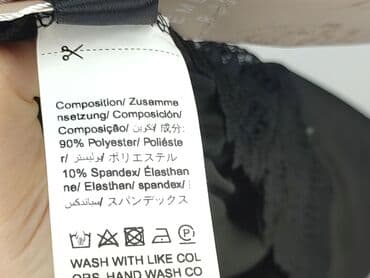 Composition/ Zusamme
nsetzung/ Composición/
Composição/ تكوين/ 成分:
90% Polyester/ Poliéste
r/ بوليستر/ ポリエステル
10% Spandex/ Élasthan
ne/ Elasthan/ spandex/
سباندكس/ スパンデックス
WASH WITH LIKE COL
ORS, HAND WASH CO